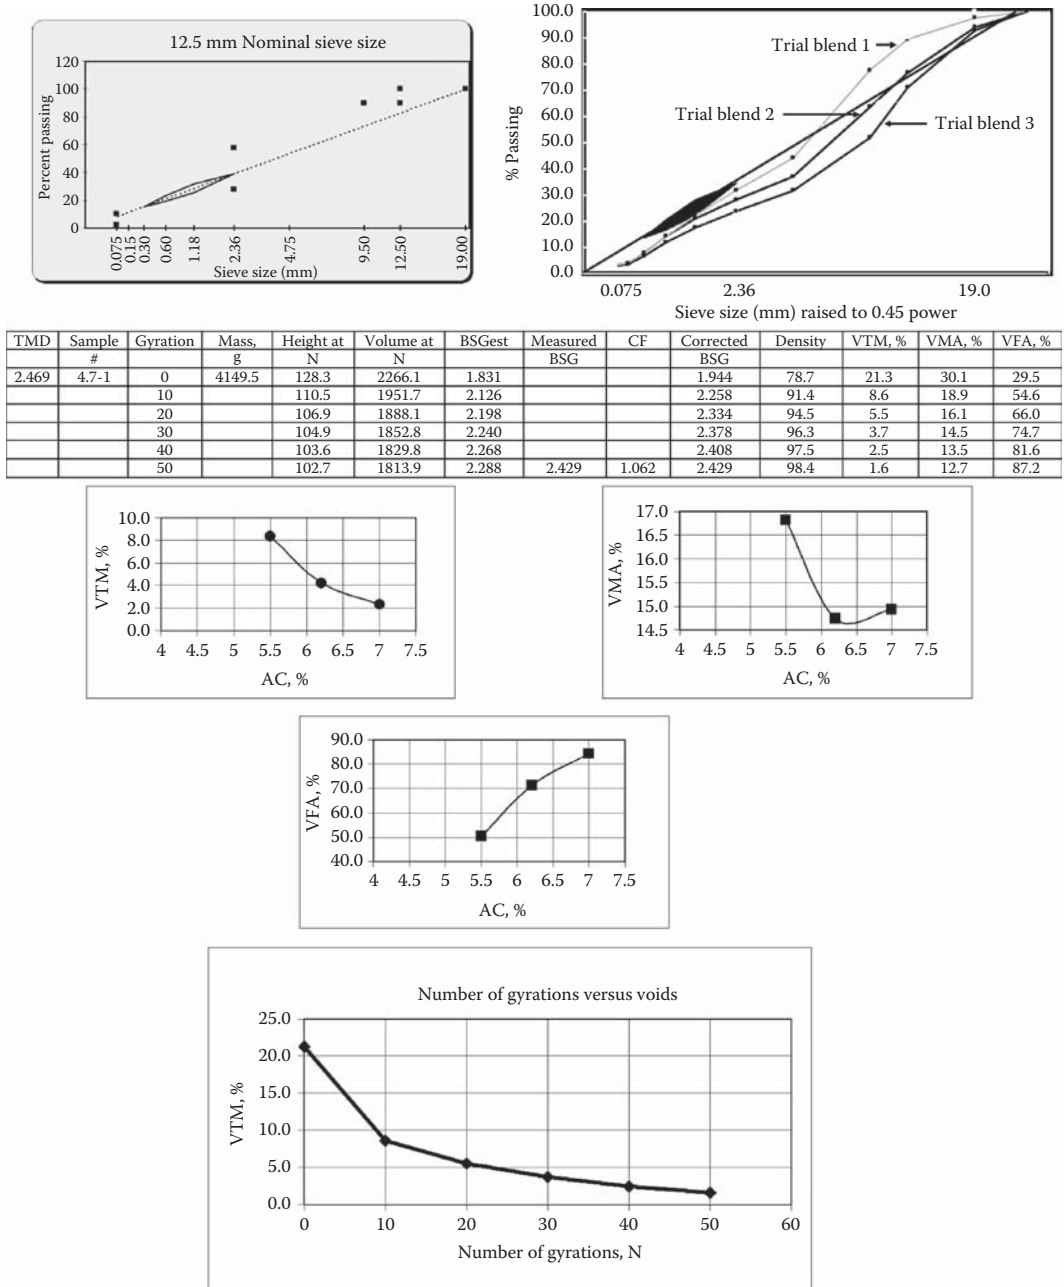 12.5 mm Nominal sieve size
Percent passing
120
100
80
60
40
20
0
0.075
0.15
0.30
0.60
1.18
2.36
4.75
9.50
12.50
19.00
Sieve size (mm)
% Passing
100.0
90.0
80.0
70.0
60.0
50.0
40.0
30.0
20.0
10.0
0.0
Trial blend 1
Trial blend 2
Trial blend 3
0.075 2.36 19.0
Sieve size (mm) raised to 0.45 power
TMD Sample Gyration Mass, Height at Volume at BSGest Measured CF Corrected Density VTM, % VMA, % VFA, %
# g N N BSG BSG
2.469 4.7-1 0 4149.5 128.3 2266.1 1.831 1.944 78.7 21.3 30.1 29.5
10 110.5 1951.7 2.126 2.258 91.4 8.6 18.9 54.6
20 106.9 1888.1 2.198 2.334 94.5 5.5 16.1 66.0
30 104.9 1852.8 2.240 2.378 96.3 3.7 14.5 74.7
40 103.6 1829.8 2.268 2.408 97.5 2.5 13.5 81.6
50 102.7 1813.9 2.288 2.429 1.062 2.429 98.4 1.6 12.7 87.2
VTM, %
10.0
8.0
6.0
4.0
2.0
0.0
4 4.5 5 5.5 6 6.5 7 7.5
AC, %
VMA, %
17.0
16.5
16.0
15.5
15.0
14.5
4 4.5 5 5.5 6 6.5 7 7.5
AC, %
VFA, %
90.0
80.0
70.0
60.0
50.0
40.0
4 4.5 5 5.5 6 6.5 7 7.5
AC, %
Number of gyrations versus voids
VTM, %
25.0
20.0
15.0
10.0
5.0
0.0
0 10 20 30 40 50 60
Number of gyrations, N